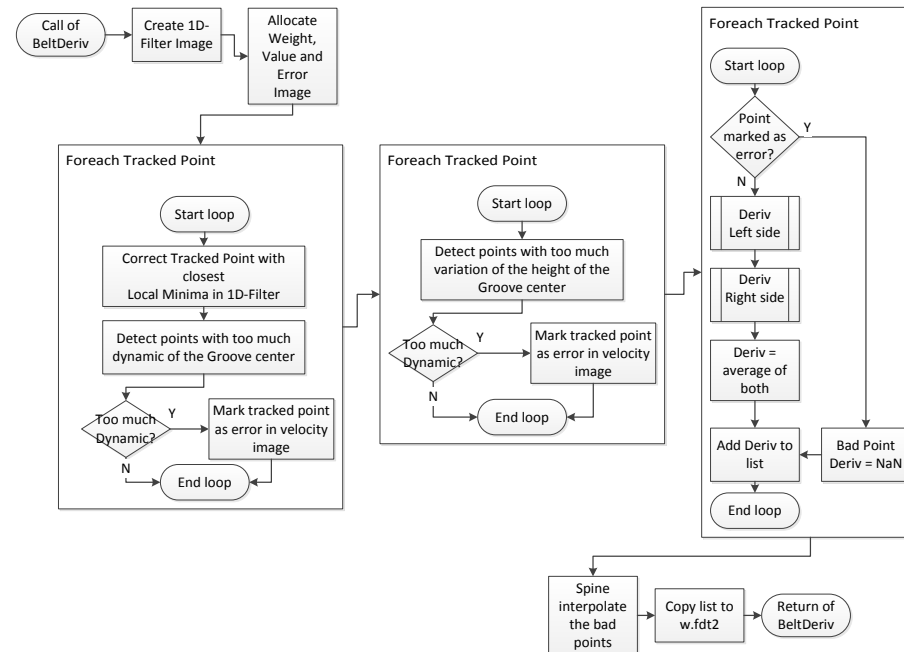 Call of
BeltDeriv
Create 1D-
Filter Image
Allocate
Weight,
Value and
Error
Image
Foreach Tracked Point
Start loop
Correct Tracked Point with
closest
Local Minima in 1D-Filter
Detect points with too much
dynamic of the Groove center
Too much
Dynamic?
Y
Mark tracked point
as error in velocity
image
N
End loop
Foreach Tracked Point
Start loop
Detect points with too much
variation of the height of the
Groove center
Too much
Dynamic?
Y
Mark tracked point
as error in velocity
image
N
End loop
Foreach Tracked Point
Start loop
Point
marked as
error?
Y
N
Deriv
Left side
Deriv
Right side
Deriv =
average of
both
Add Deriv to
list
Bad Point
Deriv = NaN
End loop
Spine
interpolate
the bad
points
Copy list to
w.fdt2
Return of
BeltDeriv